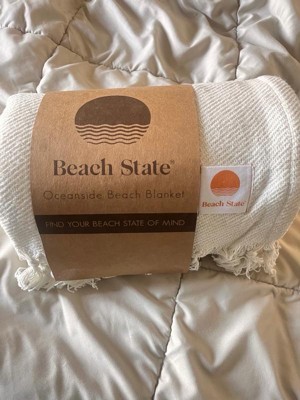 Beach State®
Oceanside Beach Blanket
FIND YOUR BEACH STATE OF MIND
Beach State®